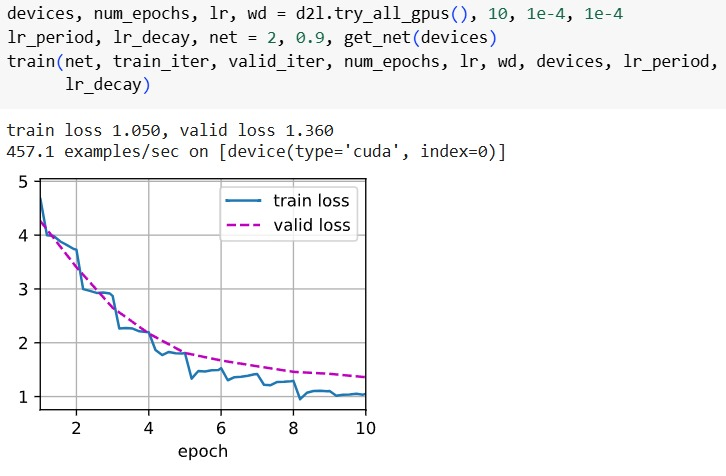 devices, num_epochs, lr, wd = d2l.try_all_gpus(), 10, 1e-4, 1e-4
lr_period, lr_decay, net = 2, 0.9, get_net(devices)
train(net, train_iter, valid_iter, num_epochs, lr, wd, devices, lr_period,
lr_decay)
train loss 1.050, valid loss 1.360
457.1 examples/sec on [device(type='cuda', index=0)]
train loss
valid loss
5
4
3
2
1
2 4 6 8 10
epoch